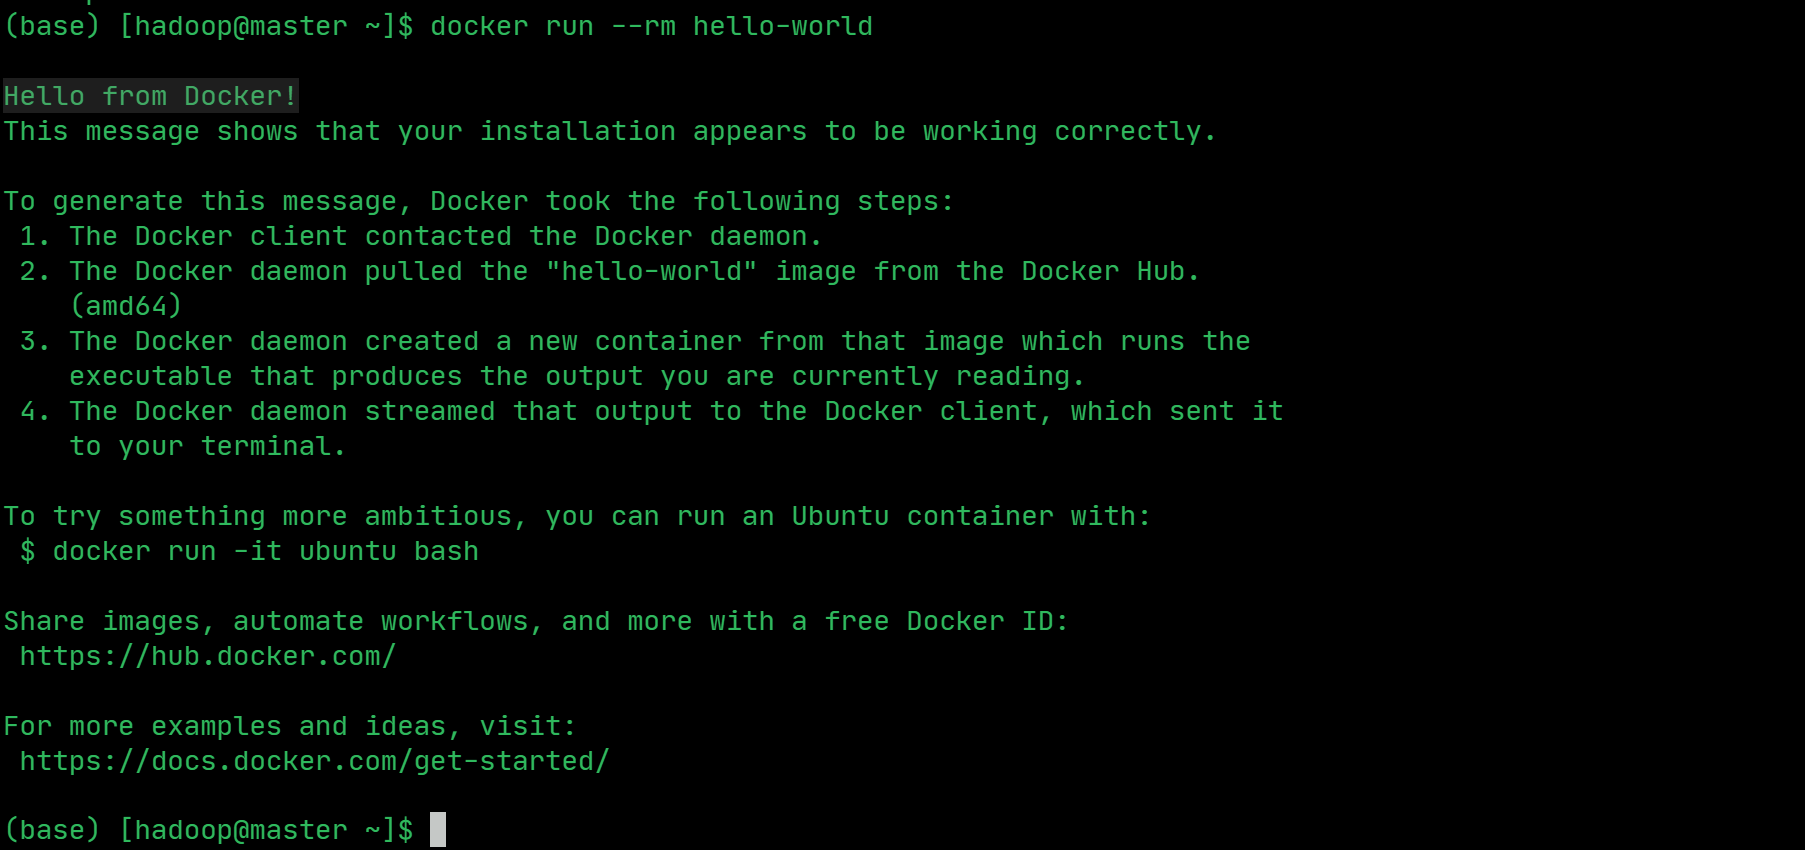 (base) [hadoop@master ~]$ docker run --rm hello-world
Hello from Docker!
This message shows that your installation appears to be working correctly.
To generate this message, Docker took the following steps:
 1. The Docker client contacted the Docker daemon.
 2. The Docker daemon pulled the "hello-world" image from the Docker Hub.
    (amd64)
 3. The Docker daemon created a new container from that image which runs the
    executable that produces the output you are currently reading.
 4. The Docker daemon streamed that output to the Docker client, which sent it
    to your terminal.
To try something more ambitious, you can run an Ubuntu container with:
 $ docker run -it ubuntu bash
Share images, automate workflows, and more with a free Docker ID:
 https://hub.docker.com/
For more examples and ideas, visit:
 https://docs.docker.com/get-started/
(base) [hadoop@master ~]$